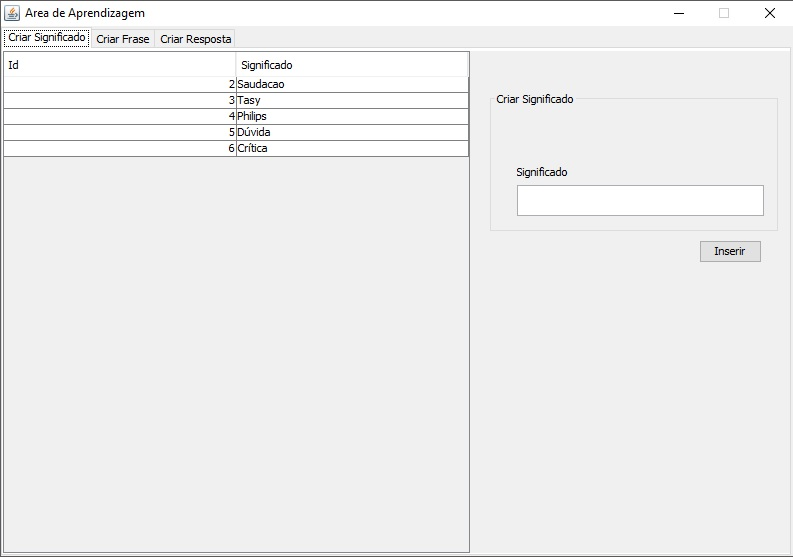 Area de Aprendizagem
Criar Significado Criar Frase Criar Resposta
Id Significado
2 Saudacao
3 Tasy
4 Philips
5 Dúvida
6 Crítica
Criar Significado
Significado
Inserir